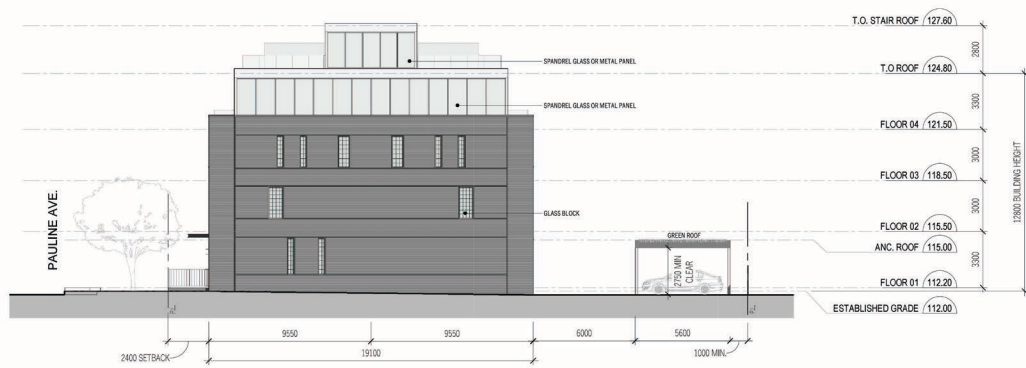 T.O. STAIR ROOF 127.60
2800
SPANDREL GLASS OR METAL PANEL
T.O ROOF 124.80
SPANDREL GLASS OR METAL PANEL
3300
FLOOR 04 121.50
3000
FLOOR 03 118.50
12800 BUILDING HEIGHT
PAULINE AVE.
GLASS BLOCK
3000
FLOOR 02 115.50
GREEN ROOF
ANC. ROOF 115.00
2750 MIN
CLEAR
3300
FLOOR 01 112.20
ESTABLISHED GRADE 112.00
9550
9550
6000
5600
2400 SETBACK
19100
1000 MIN.